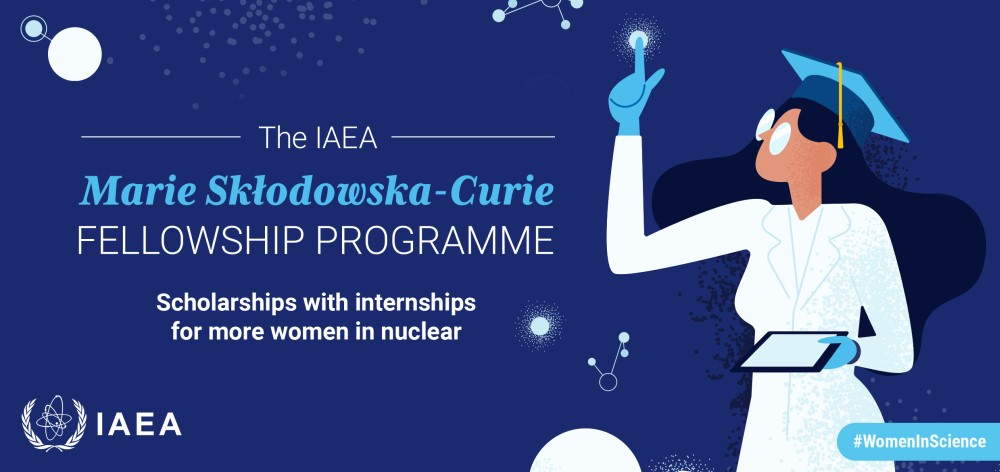 The IAEA
Marie Skłodowska-Curie
FELLOWSHIP PROGRAMME
Scholarships with internships
for more women in nuclear
IAEA
#WomenInScience